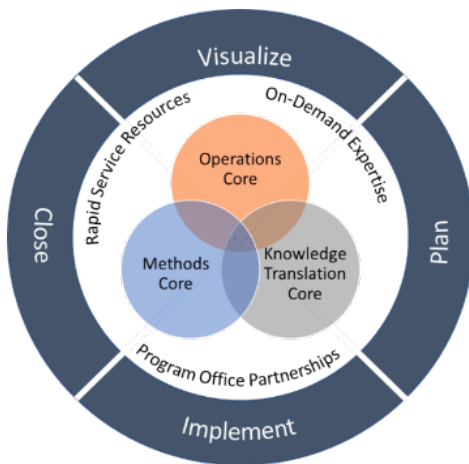 Visualize
Rapid Service Resources
On-Demand Expertise
Operations
Core
Close
Plan
Methods
Core
Knowledge
Translation
Core
Program Office Partnerships
Implement